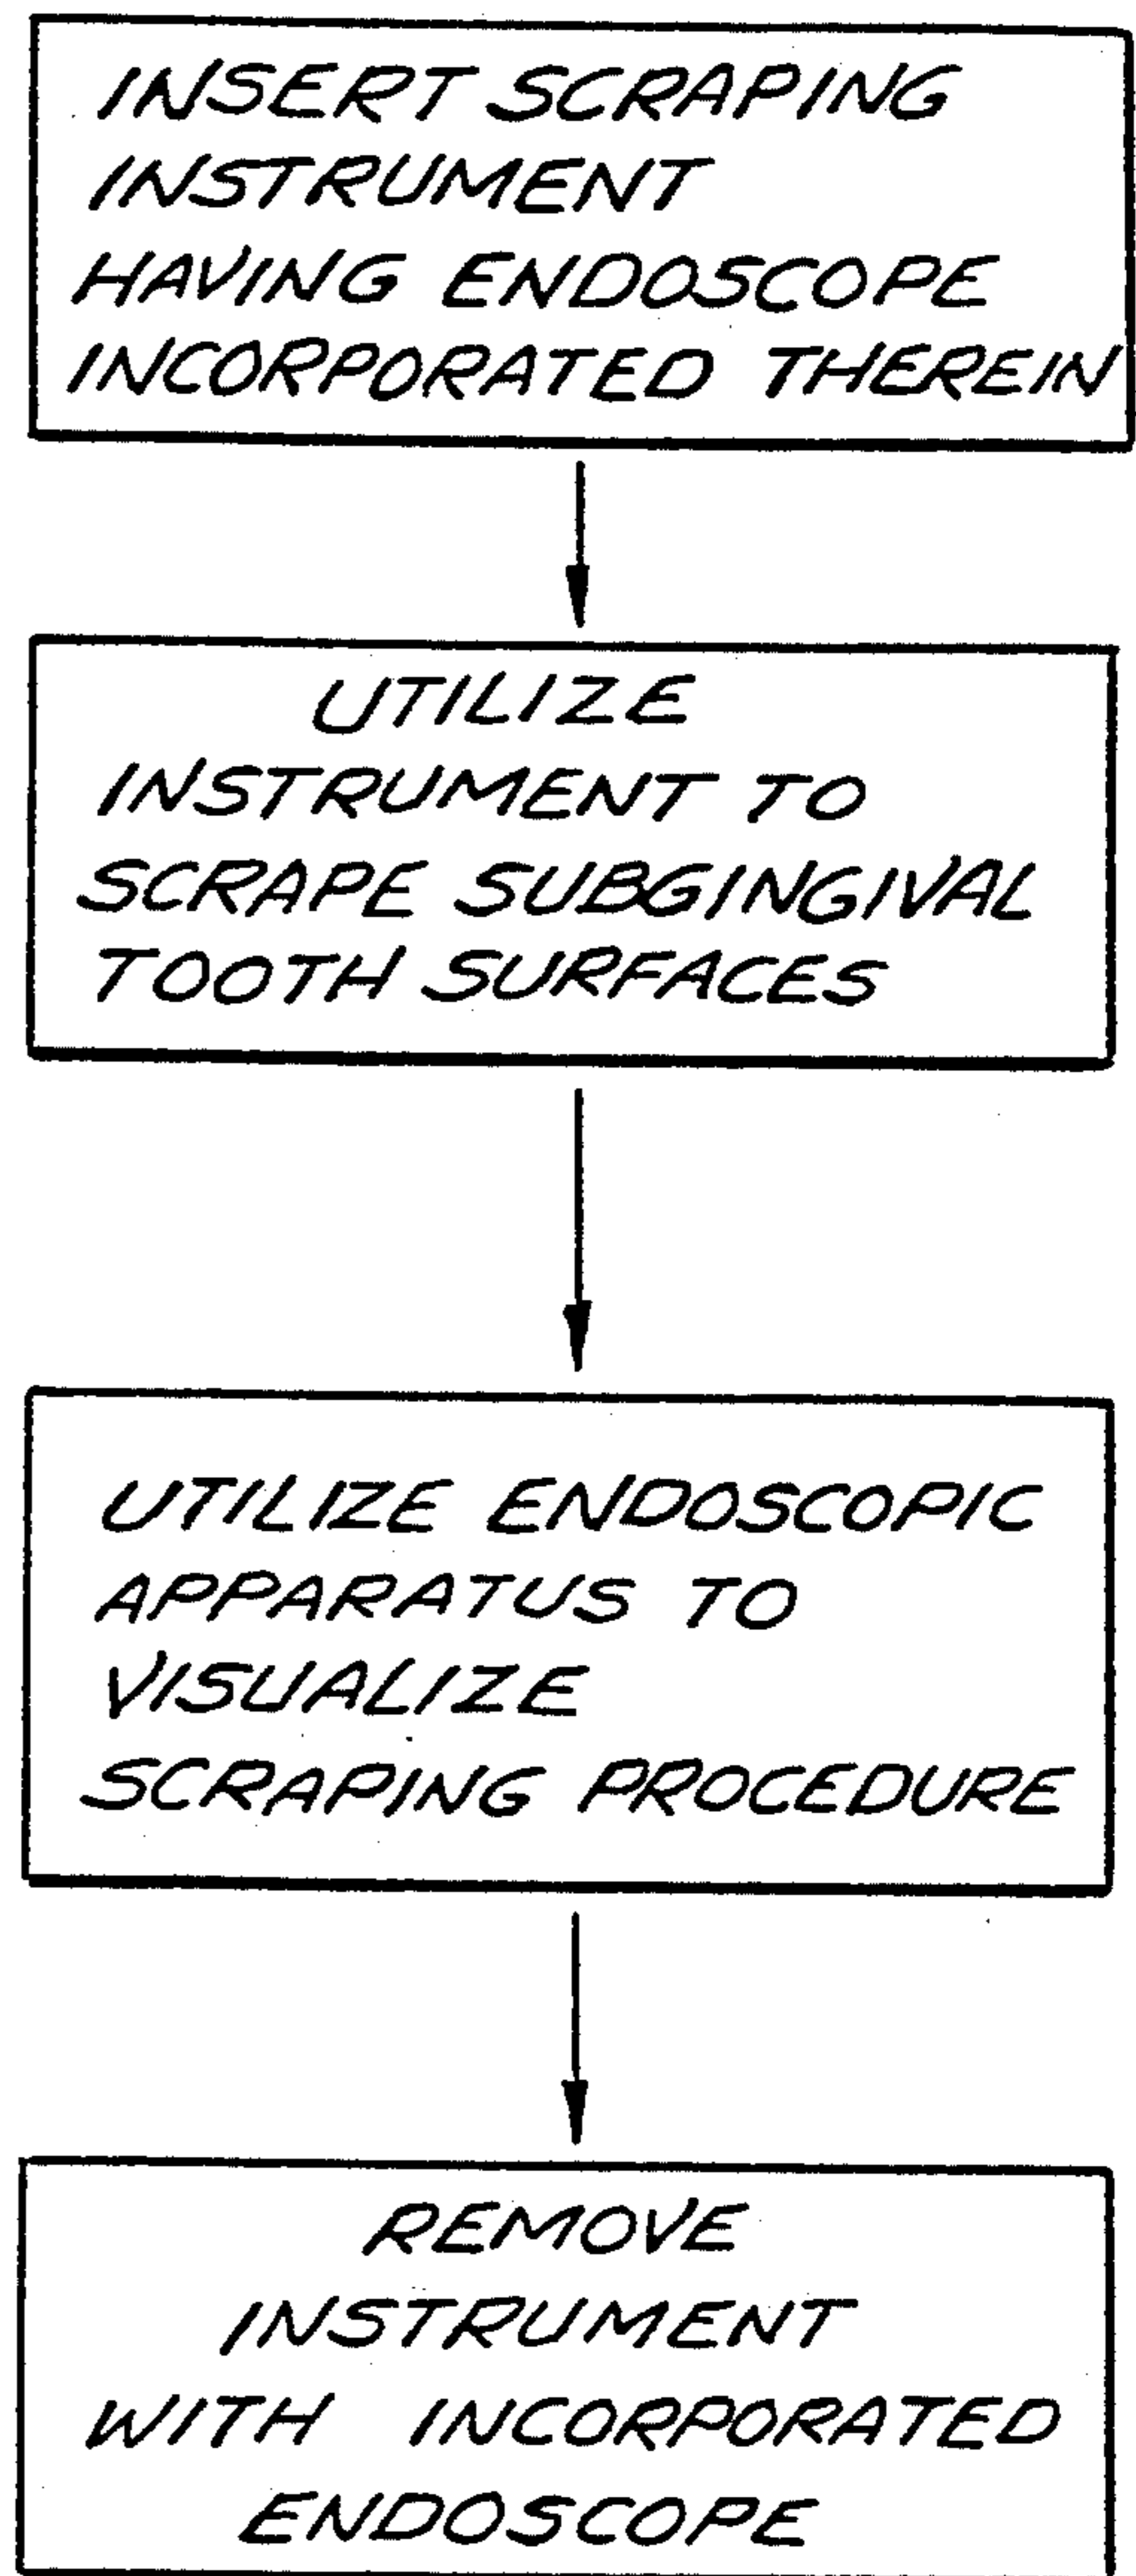 INSERT SCRAPING
INSTRUMENT
HAVING ENDOSCOPE
INCORPORATED THEREIN
UTILIZE
INSTRUMENT TO
SCRAPE SUBGINGIVAL
TOOTH SURFACES
UTILIZE ENDOSCOPIC
APPARATUS TO
VISUALIZE
SCRAPING PROCEDURE
REMOVE
INSTRUMENT
WITH INCORPORATED
ENDOSCOPE